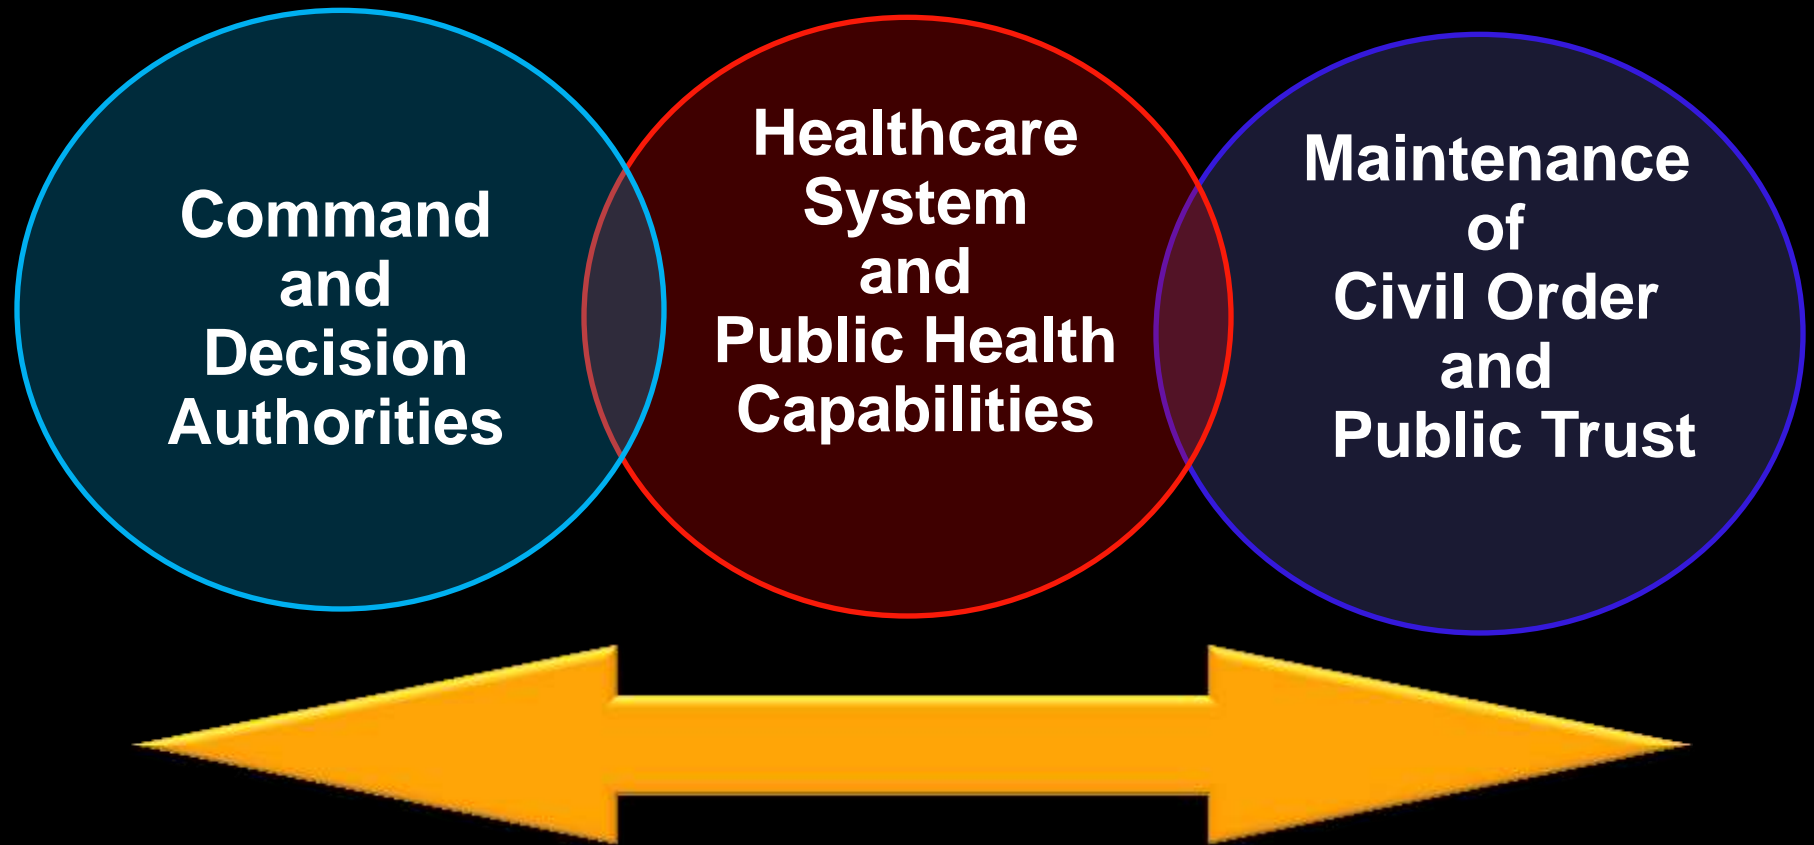 Command
and
Decision
Authorities
Healthcare
System
and
Public Health
Capabilities
Maintenance
of
Civil Order
and
Public Trust